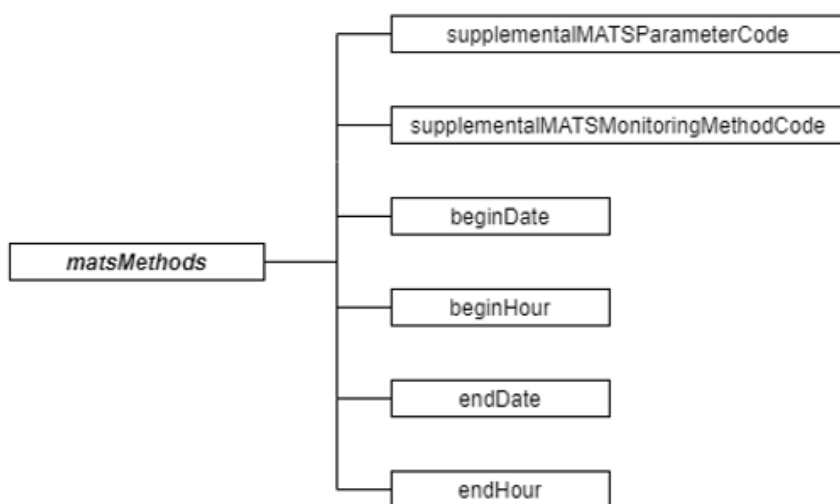 supplementalMATSParameterCode
supplementalMATSMonitoringMethodCode
beginDate
matsMethods
beginHour
endDate
endHour